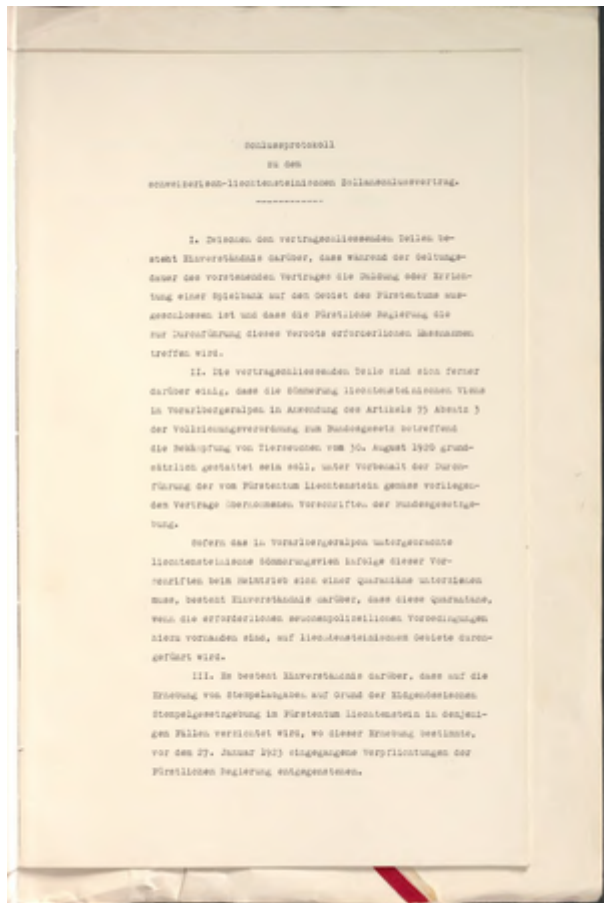 Schlussprotokoll
zu dem
schweizerisch-liechtensteinischen Zollanschlussvertrag.
I. Zwischen den vertragschliessenden Teilen be-
steht Einverständnis darüber, dass während der Geltungs-
dauer des vorstehenden Vertrages die Duldung oder Errich-
tung einer Spielbank auf dem Gebiet des Fürstentums aus-
geschlossen ist und dass die Fürstliche Regierung die
zur Durchführung dieses Verbots erforderlichen Massnahmen
treffen wird.
II. Die vertragschliessenden Teile sind sich ferner
darüber einig, dass die Sömmerung liechtensteinischen Viehs
in Vorarlbergeralpen in Anwendung des Artikels 73 Absatz 3
der Vollziehungsverordnung zum Bundesgesetz betreffend
die Bekämpfung von Tierseuchen vom 30. August 1920 grund-
sätzlich gestattet sein soll, unter Vorbehalt der Durch-
führung der vom Fürstentum Liechtenstein gemäss vorliegen-
dem Vertrage übernommenen Vorschriften der Bundesgesetzge-
bung.
Sofern das in Vorarlbergeralpen untergebrachte
liechtensteinische Sömmerungsvieh infolge dieser Vor-
schriften beim Heimtrieb sich einer Quarantäne unterziehen
muss, besteht Einverständnis darüber, dass diese Quarantäne,
wenn die erforderlichen seuchenpolizeilichen Vorbedingungen
hiezu vorhanden sind, auf liechtensteinischem Gebiete durch-
geführt wird.
III. Es besteht Einverständnis darüber, dass auf die
Erhebung von Stempelabgaben auf Grund der Eidgenössischen
Stempelgesetzgebung im Fürstentum Liechtenstein in denjeni-
gen Fällen verzichtet wird, wo dieser Erhebung bestimmte,
vor dem 27. Januar 1923 eingegangene Verpflichtungen der
Fürstlichen Regierung entgegenstehen.